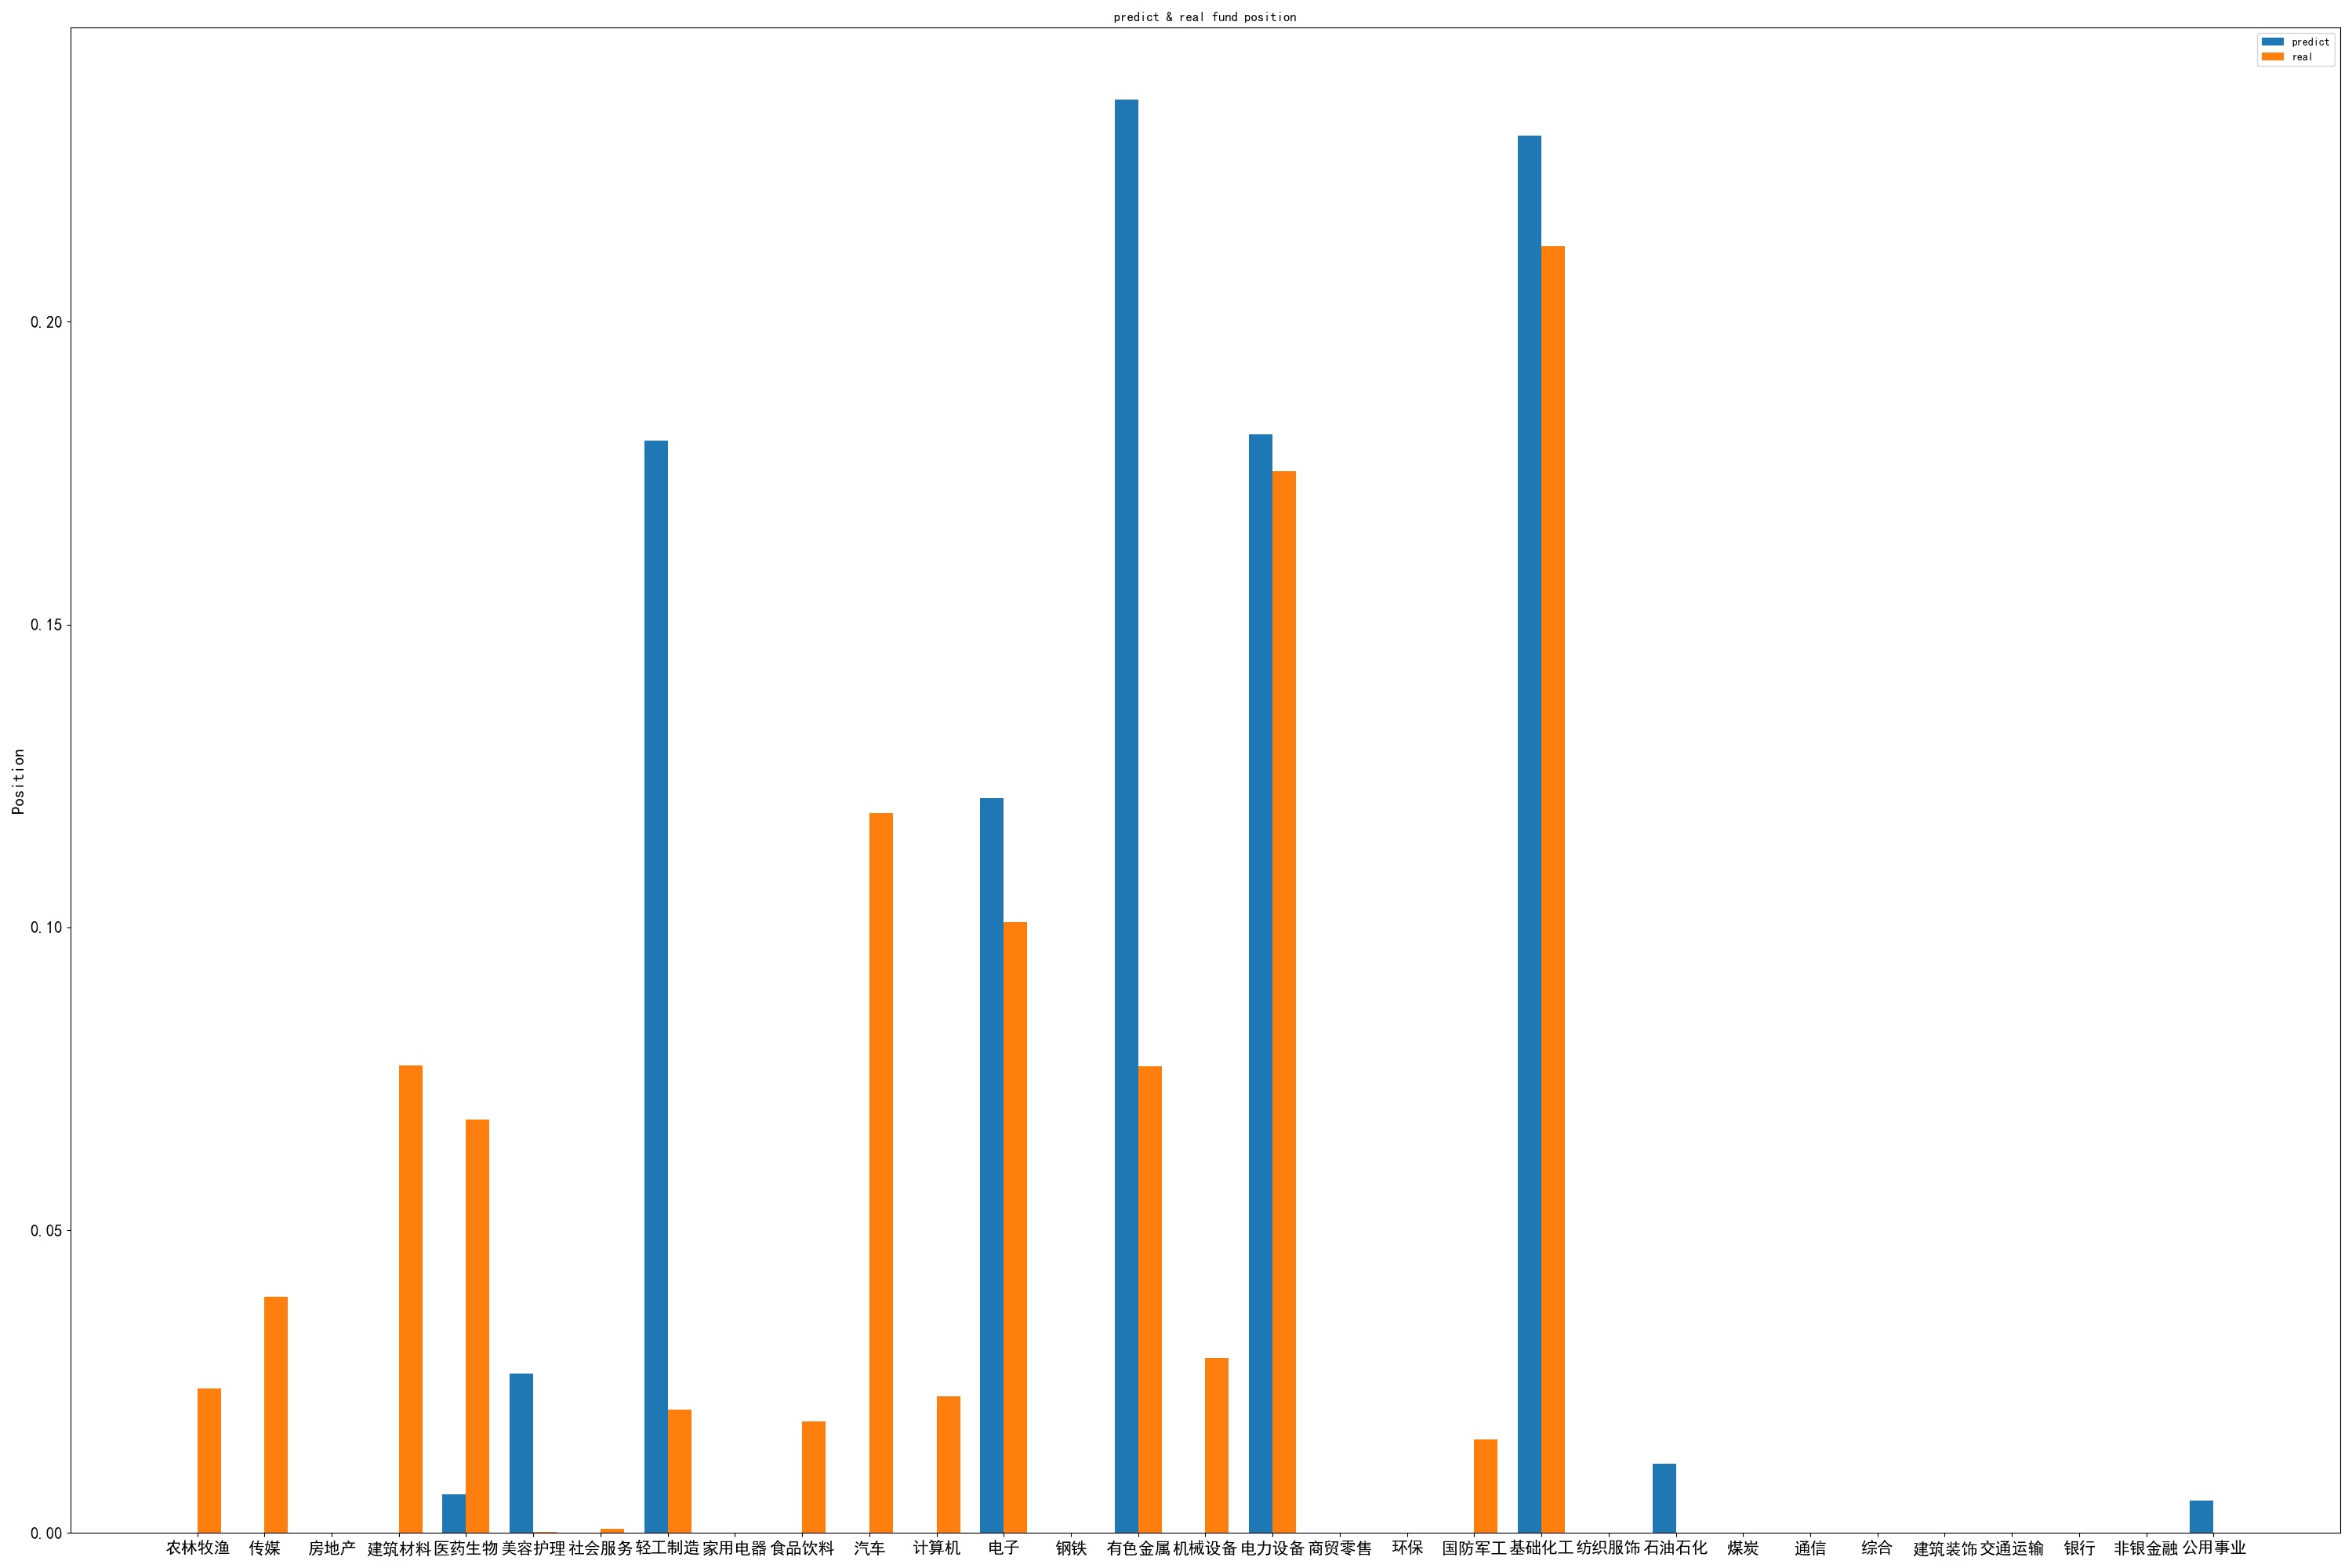 predict & real fund position
predict
real
0.20
0.15
0.10
0.05
0.00
Position
农林牧渔 传媒 房地产 建筑材料 医药生物 美容护理 社会服务 轻工制造 家用电器 食品饮料 汽车 计算机 电子 钢铁 有色金属 机械设备 电力设备 商贸零售 环保 国防军工 基础化工 纺织服饰 石油石化 煤炭 通信 综合 建筑装饰 交通运输 银行 非银金融 公用事业